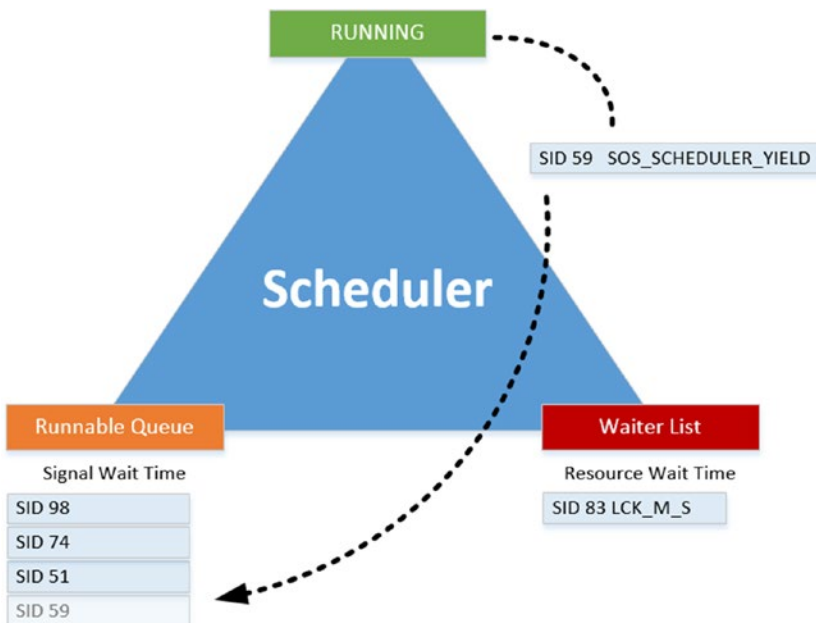 RUNNING
SID 59 SOS_SCHEDULER_YIELD
Scheduler
Runnable Queue
Waiter List
Signal Wait Time
Resource Wait Time
SID 98
SID 83 LCK_M_S
SID 74
SID 51
SID 59